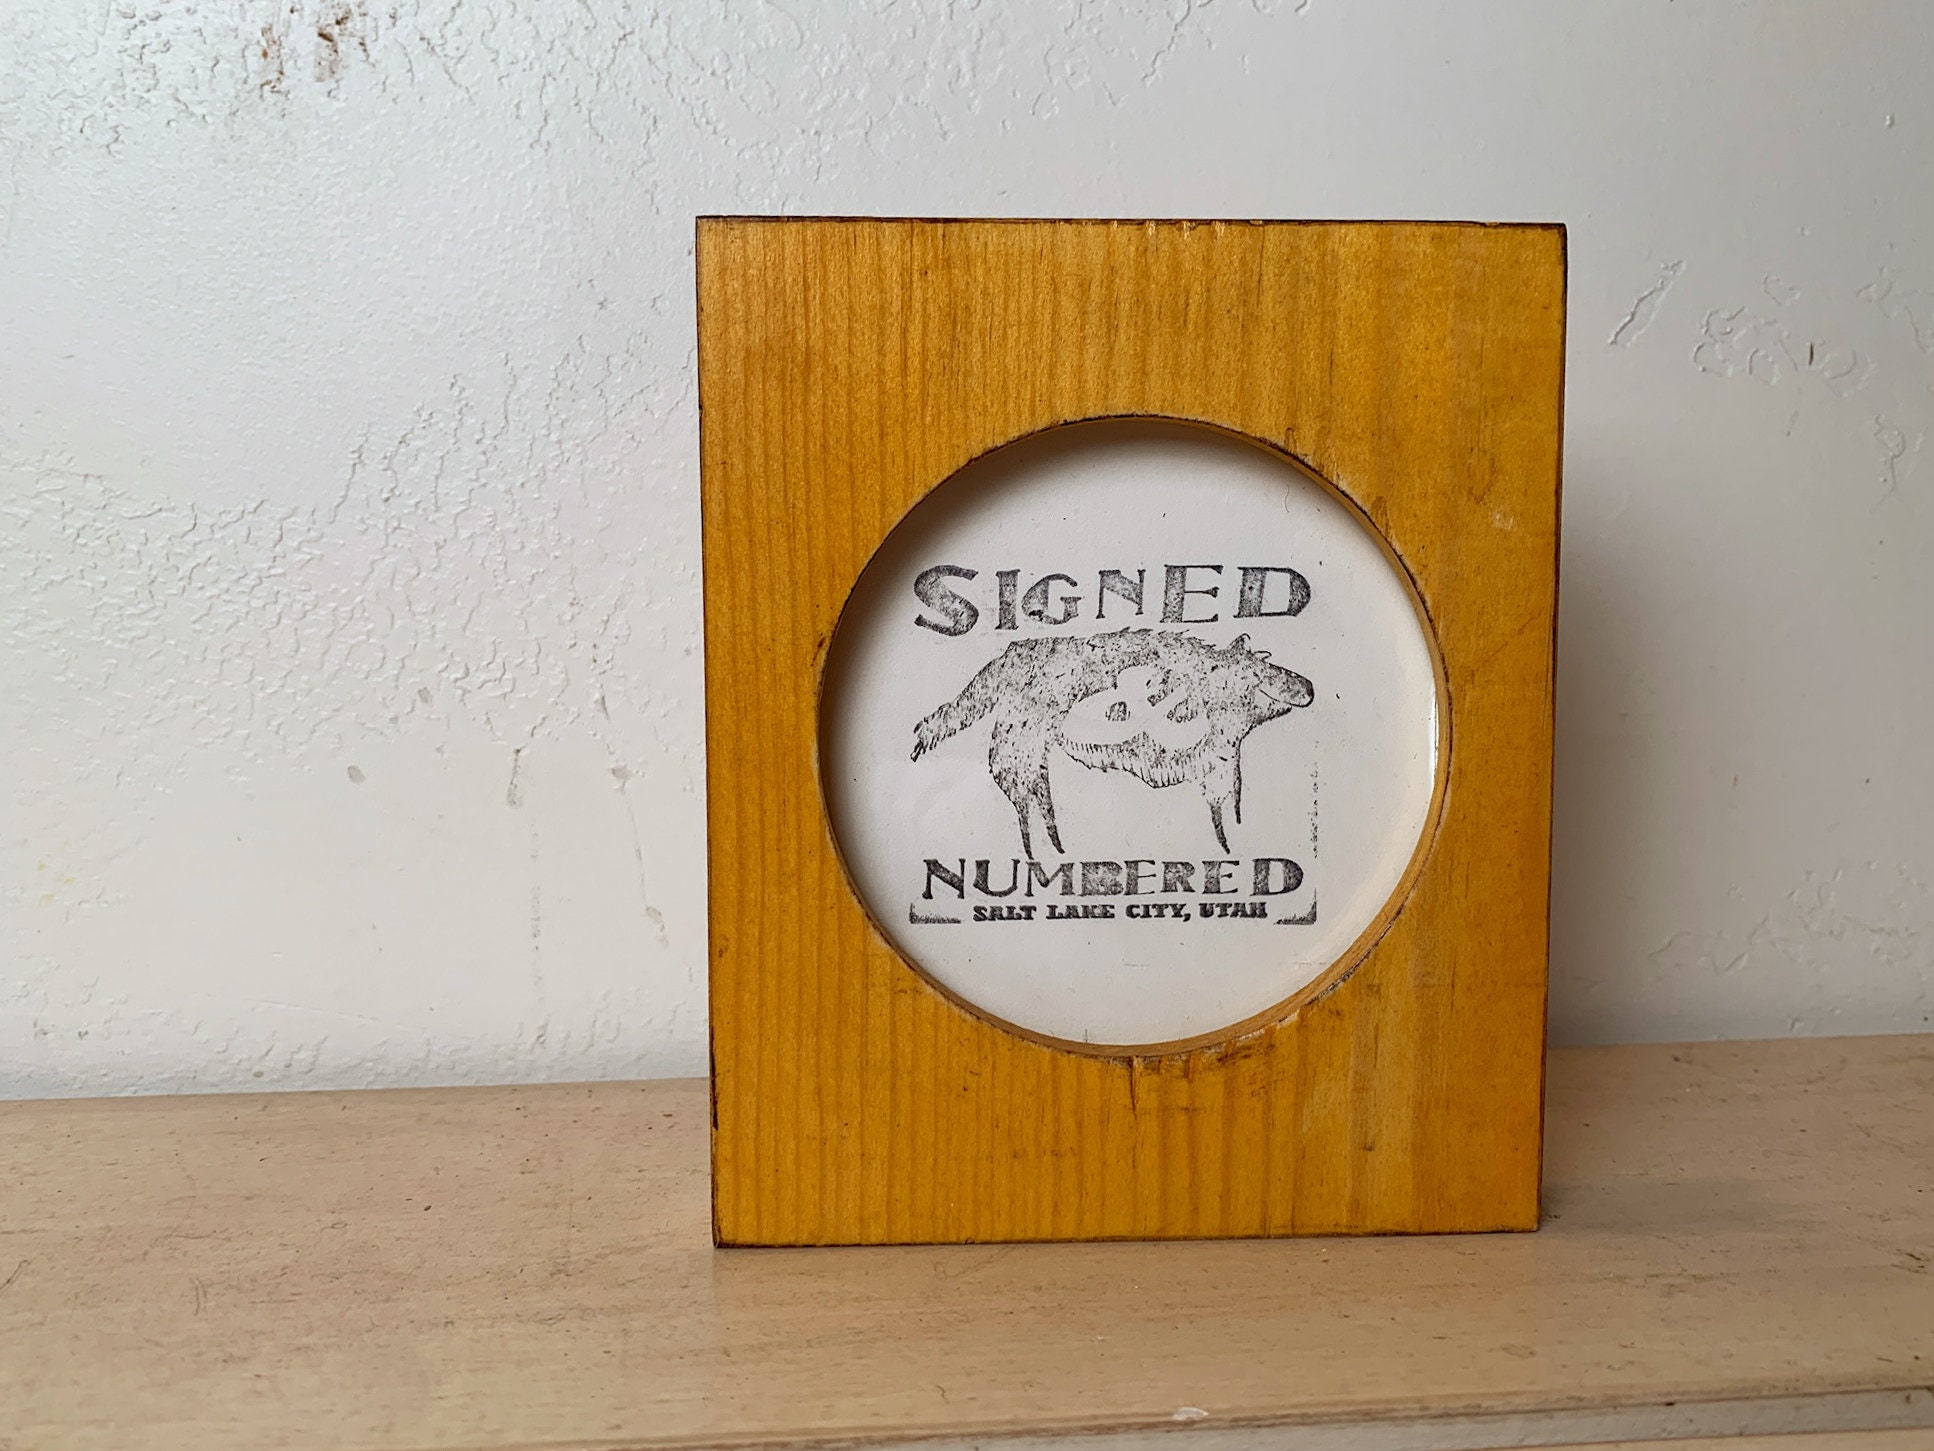 SIGNED
NUMBERED
SALT LAKE CITY, UTAH